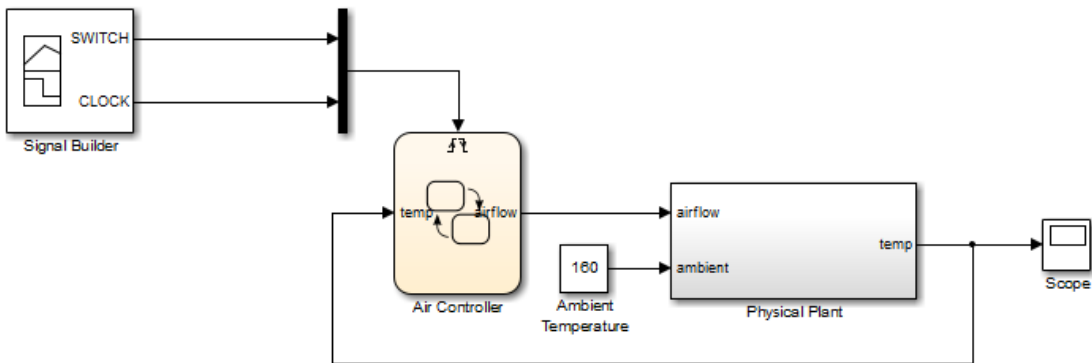 SWITCH
CLOCK
Signal Builder
temp
airflow
Air Controller
160
Ambient
Temperature
airflow
ambient
temp
Physical Plant
Scope